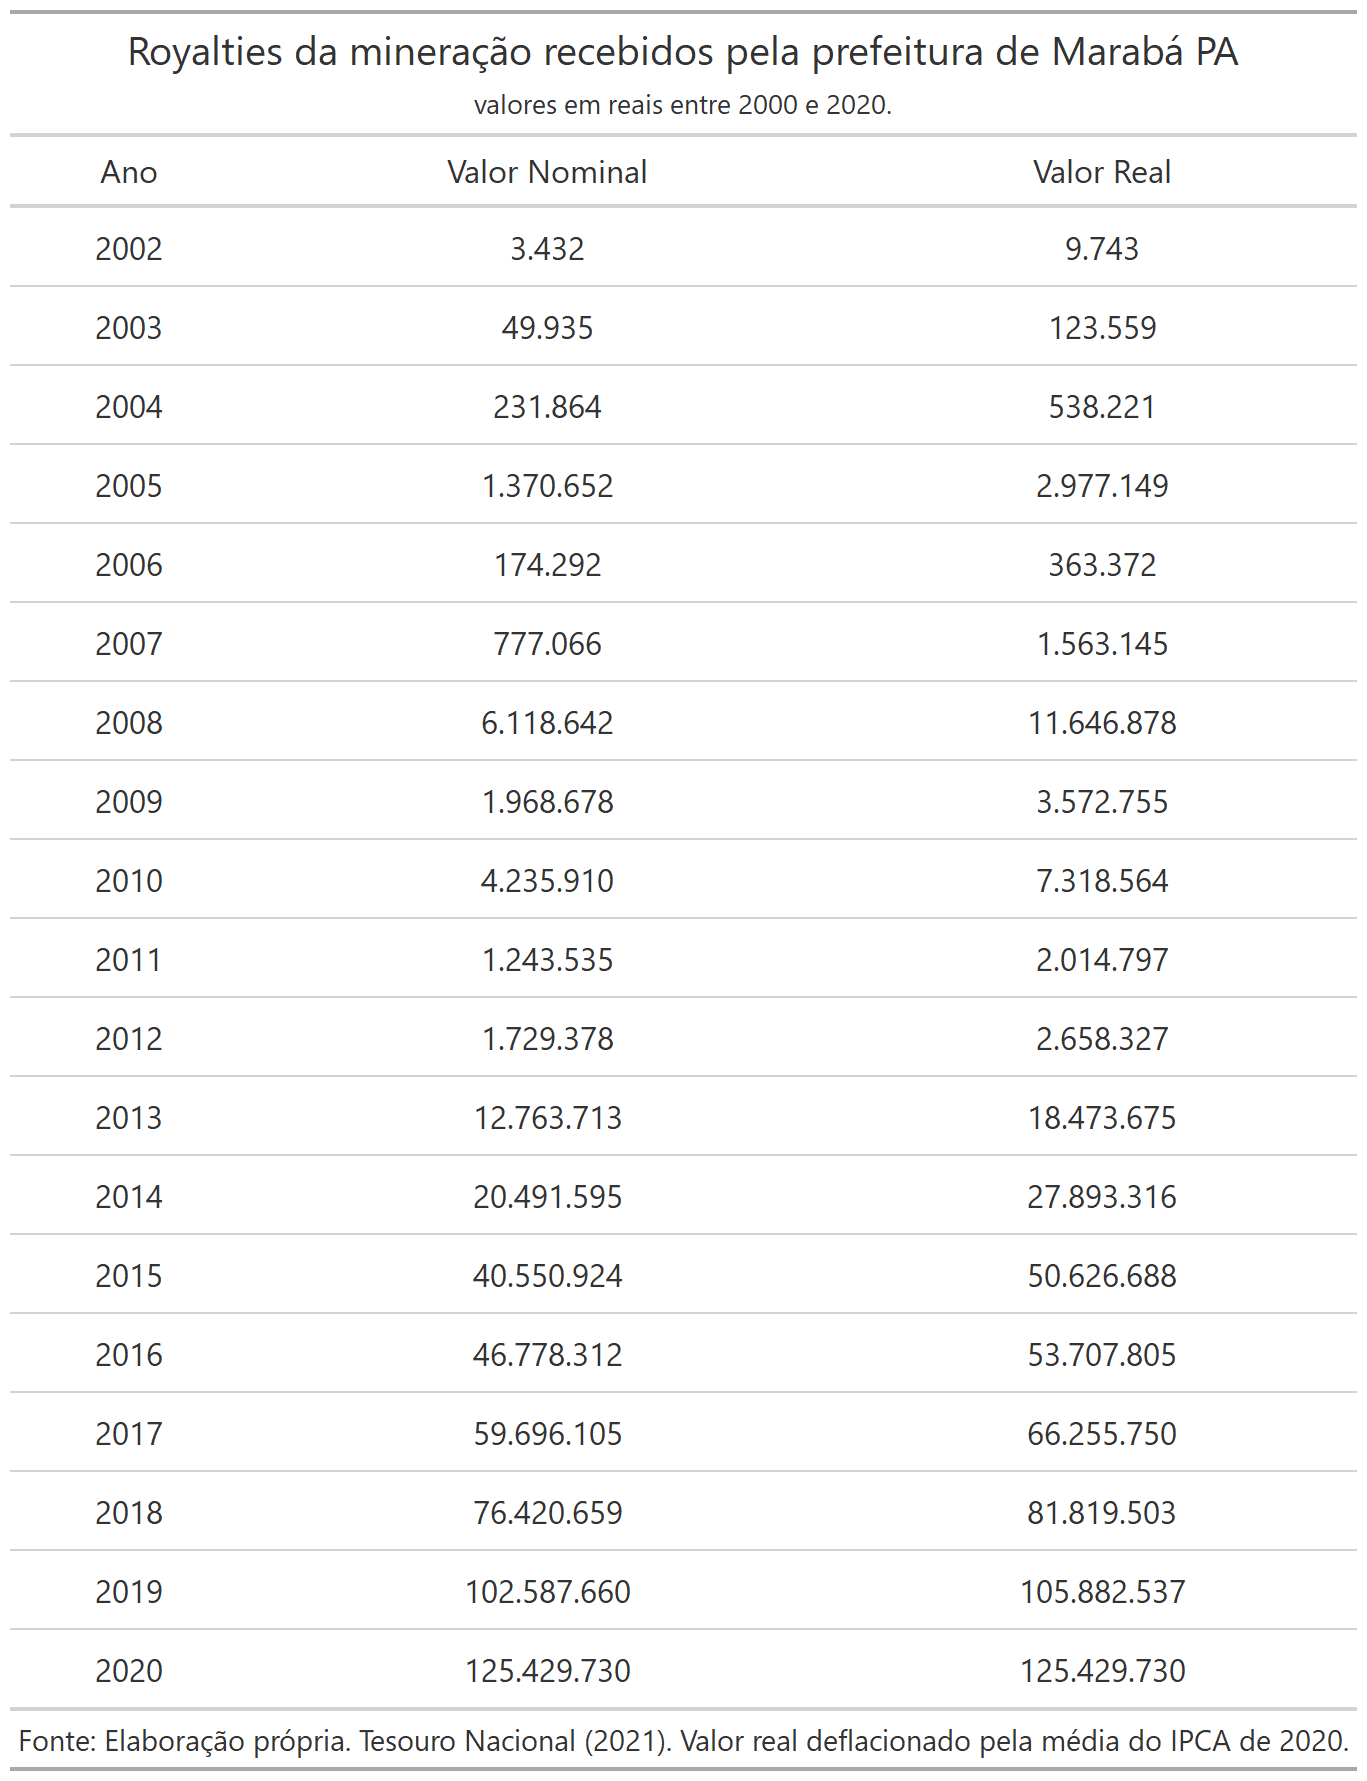 Royalties da mineração recebidos pela prefeitura de Marabá PA
valores em reais entre 2000 e 2020.
Ano Valor Nominal Valor Real
2002 3.432 9.743
2003 49.935 123.559
2004 231.864 538.221
2005 1.370.652 2.977.149
2006 174.292 363.372
2007 777.066 1.563.145
2008 6.118.642 11.646.878
2009 1.968.678 3.572.755
2010 4.235.910 7.318.564
2011 1.243.535 2.014.797
2012 1.729.378 2.658.327
2013 12.763.713 18.473.675
2014 20.491.595 27.893.316
2015 40.550.924 50.626.688
2016 46.778.312 53.707.805
2017 59.696.105 66.255.750
2018 76.420.659 81.819.503
2019 102.587.660 105.882.537
2020 125.429.730 125.429.730
Fonte: Elaboração própria. Tesouro Nacional (2021). Valor real deflacionado pela média do IPCA de 2020.